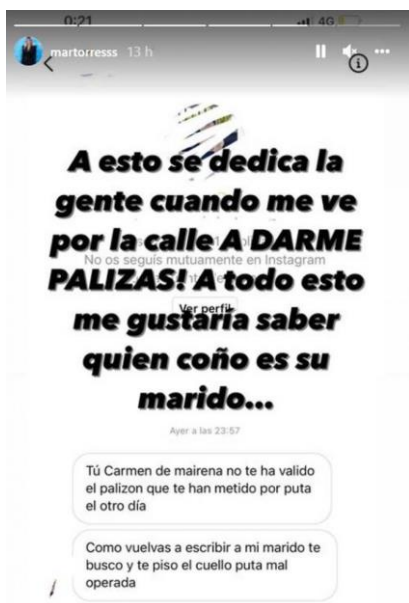 0:21
4G
martorresss 13 h
A esto se dedica la
gente cuando me ve
por la calle A DARME
No os seguís mutuamente en Instagram
PALIZAS! A todo esto
Ver perfil
me gustaría saber
quien coño es su
marido...
Ayer a las 23:57
Tú Carmen de mairena no te ha valido
el palizon que te han metido por puta
el otro día
Como vuelvas a escribir a mi marido te
busco y te piso el cuello puta mal
operada